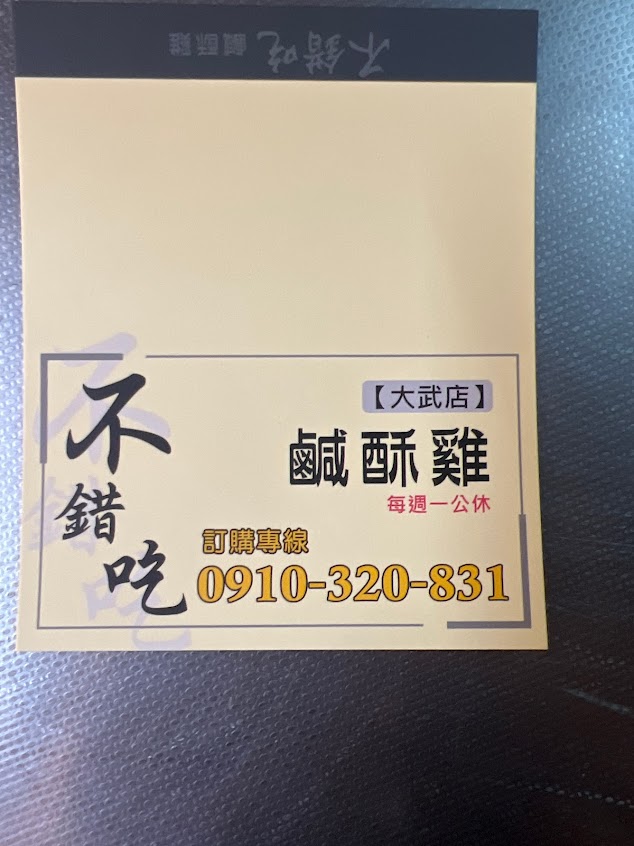 不錯吃 鹹酥雞
不錯吃
【大武店】
鹹酥雞
每週一公休
訂購專線
0910-320-831